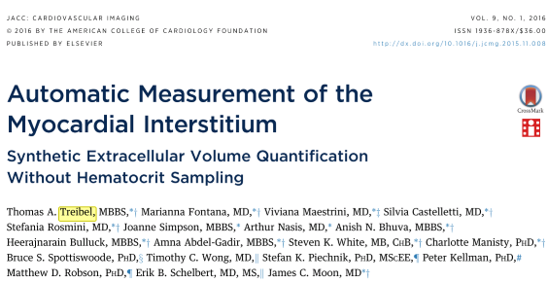 JACC: CARDIOVASCULAR IMAGING VOL. 9, NO. 1, 2016
© 2016 BY THE AMERICAN COLLEGE OF CARDIOLOGY FOUNDATION ISSN 1936-878X/$36.00
PUBLISHED BY ELSEVIER http://dx.doi.org/10.1016/j.jcmg.2015.11.008
Automatic Measurement of the
Myocardial Interstitium
CrossMark
Synthetic Extracellular Volume Quantification
Without Hematocrit Sampling
Thomas A. Treibel, MBBS,*† Marianna Fontana, MD,*† Viviana Maestrini, MD,*† Silvia Castelletti, MD,*†
Stefania Rosmini, MD,*† Joanne Simpson, MBBS,* Arthur Nasis, MD,* Anish N. Bhuva, MBBS,*†
Heerajnarain Bulluck, MBBS,*† Amna Abdel-Gadir, MBBS,*† Steven K. White, MB, CHB,*† Charlotte Manisty, PHD,*†
Bruce S. Spottiswoode, PHD,§ Timothy C. Wong, MD,|| Stefan K. Piechnik, PHD, MSCEE,¶ Peter Kellman, PHD,#
Matthew D. Robson, PHD,¶ Erik B. Schelbert, MD, MS,|| James C. Moon, MD*†